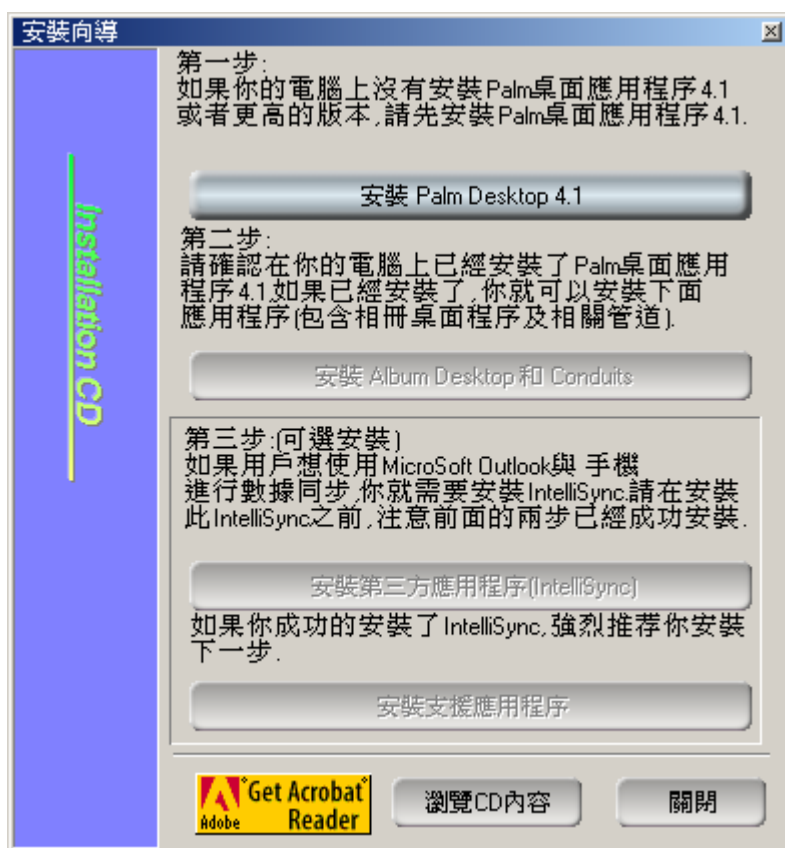 安裝向導
Installation CD
第一步:
如果你的電腦上沒有安裝Palm桌面應用程序4.1
或者更高的版本,請先安裝Palm桌面應用程序4.1.
安裝 Palm Desktop 4.1
第二步:
請確認在你的電腦上已經安裝了Palm桌面應用
程序4.1,如果已經安裝了,你就可以安裝下面
應用程序(包含相冊桌面程序及相關管道).
安裝 Album Desktop 和 Conduits
第三步:(可選安裝)
如果用戶想使用MicroSoft Outlook與 手機
進行數據同步,你就需要安裝IntelliSync.請在安裝
此IntelliSync之前,注意前面的兩步已經成功安裝.
安裝第三方應用程序(IntelliSync)
如果你成功的安裝了IntelliSync,強烈推荐你安裝
下一步.
安裝支援應用程序
Get Acrobat
Adobe Reader
瀏覽CD內容
關閉